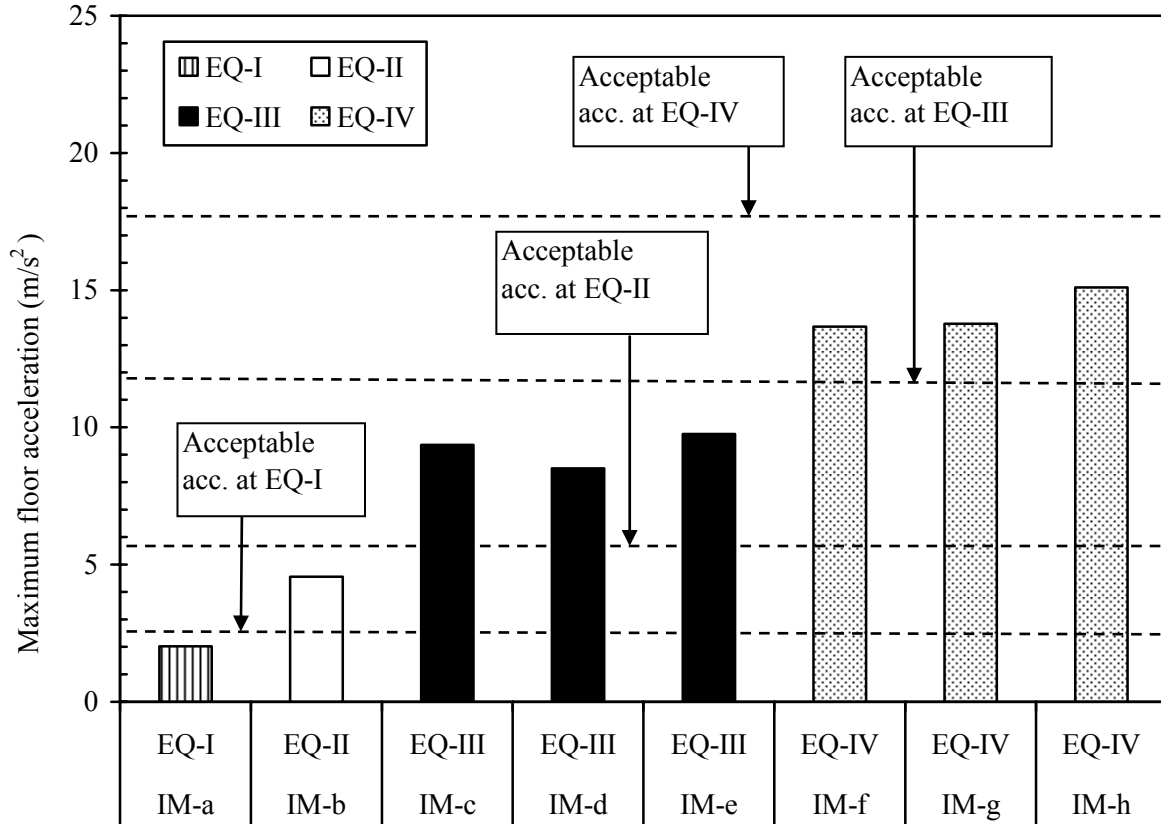 25
20
15
10
5
0
Maximum floor acceleration (m/s²)
EQ-I EQ-II
EQ-III EQ-IV
Acceptable
acc. at EQ-IV
Acceptable
acc. at EQ-III
Acceptable
acc. at EQ-II
Acceptable
acc. at EQ-I
EQ-I EQ-II EQ-III EQ-III EQ-III EQ-IV EQ-IV EQ-IV
IM-a IM-b IM-c IM-d IM-e IM-f IM-g IM-h